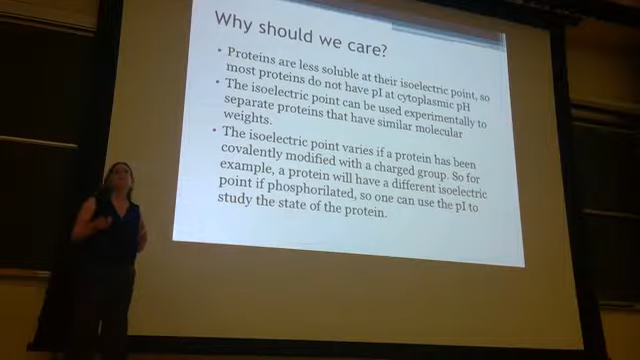 Why should we care?
• Proteins are less soluble at their isoelectric point, so
most proteins do not have pI at cytoplasmic pH
• The isoelectric point can be used experimentally to
separate proteins that have similar molecular
weights.
• The isoelectric point varies if a protein has been
covalently modified with a charged group. So for
example, a protein will have a different isoelectric
point if phosphorilated, so one can use the pI to
study the state of the protein.